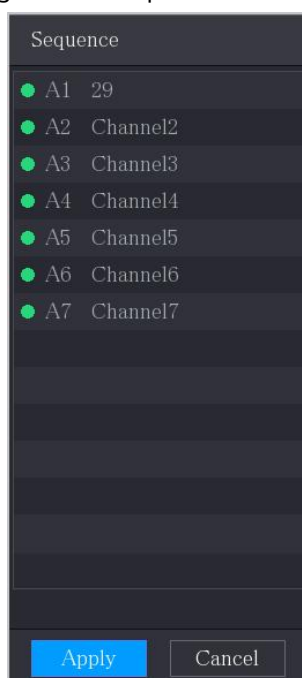 Sequence
A1 29
A2 Channel2
A3 Channel3
A4 Channel4
A5 Channel5
A6 Channel6
A7 Channel7
Apply Cancel